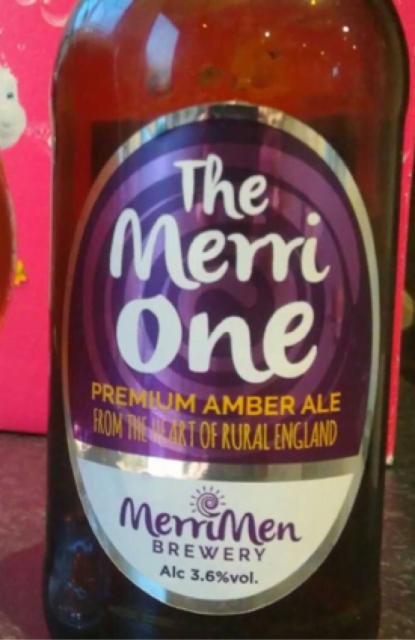 The
Merri
One
PREMIUM AMBER ALE
FROM THE HEART OF RURAL ENGLAND
MerriMen
BREWERY
Alc 3.6%vol.